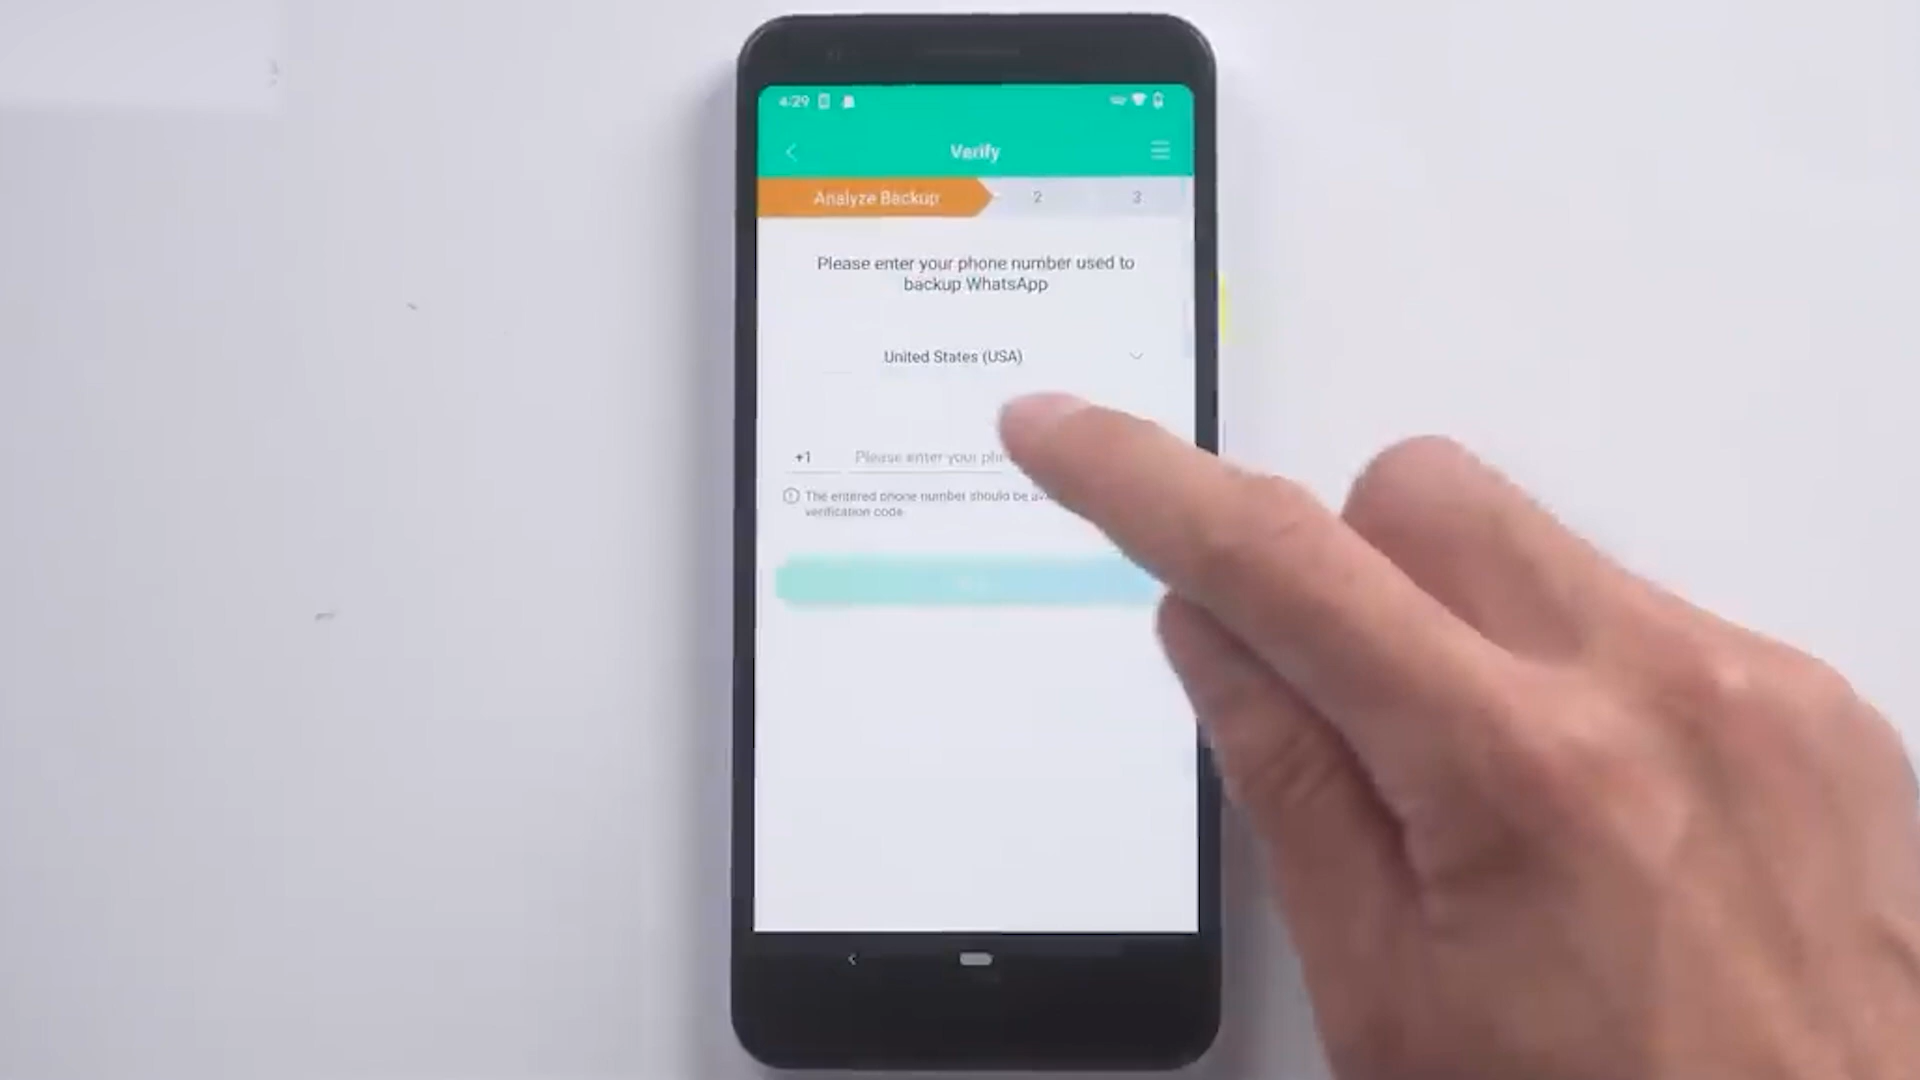 4:29
Verify
Analyze Backup
2
3
Please enter your phone number used to
backup WhatsApp
United States (USA)
+1
Please enter your
The entered phone number should be
verification code